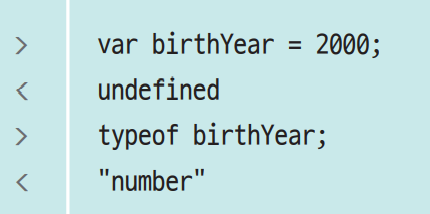 > var birthYear = 2000;
< undefined
> typeof birthYear;
< "number"